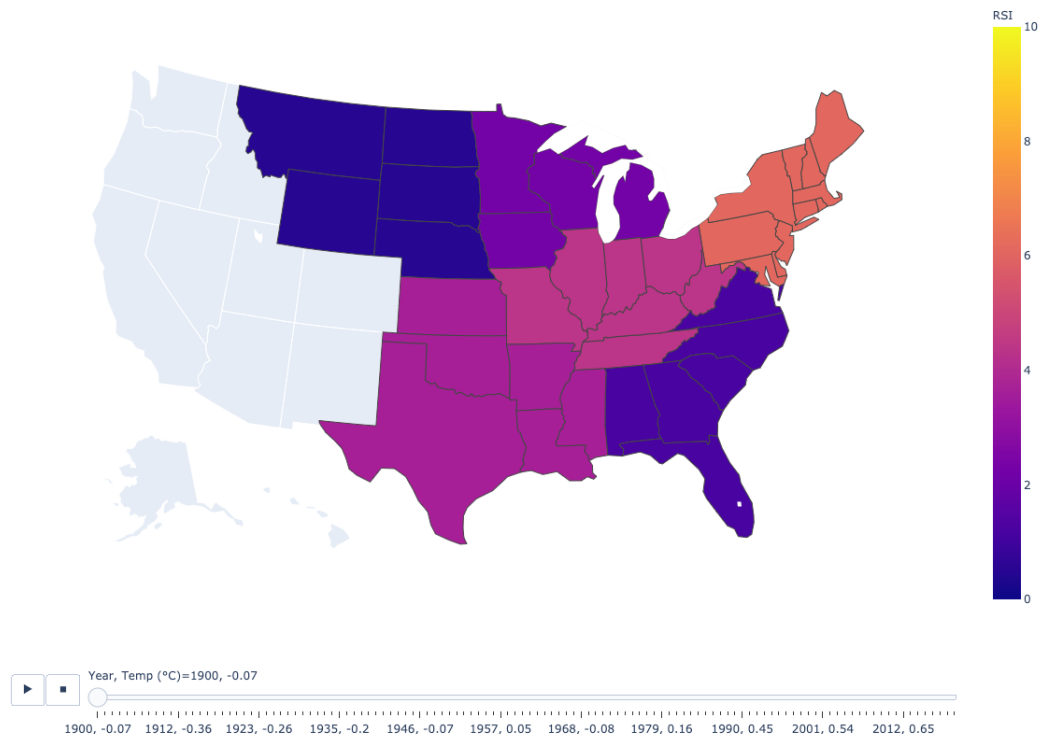 RSI
10
8
6
4
2
0
Year, Temp (°C)=1900, -0.07
1900, -0.07 1912, -0.36 1923, -0.26 1935, -0.2 1946, -0.07 1957, 0.05 1968, -0.08 1979, 0.16 1990, 0.45 2001, 0.54 2012, 0.65